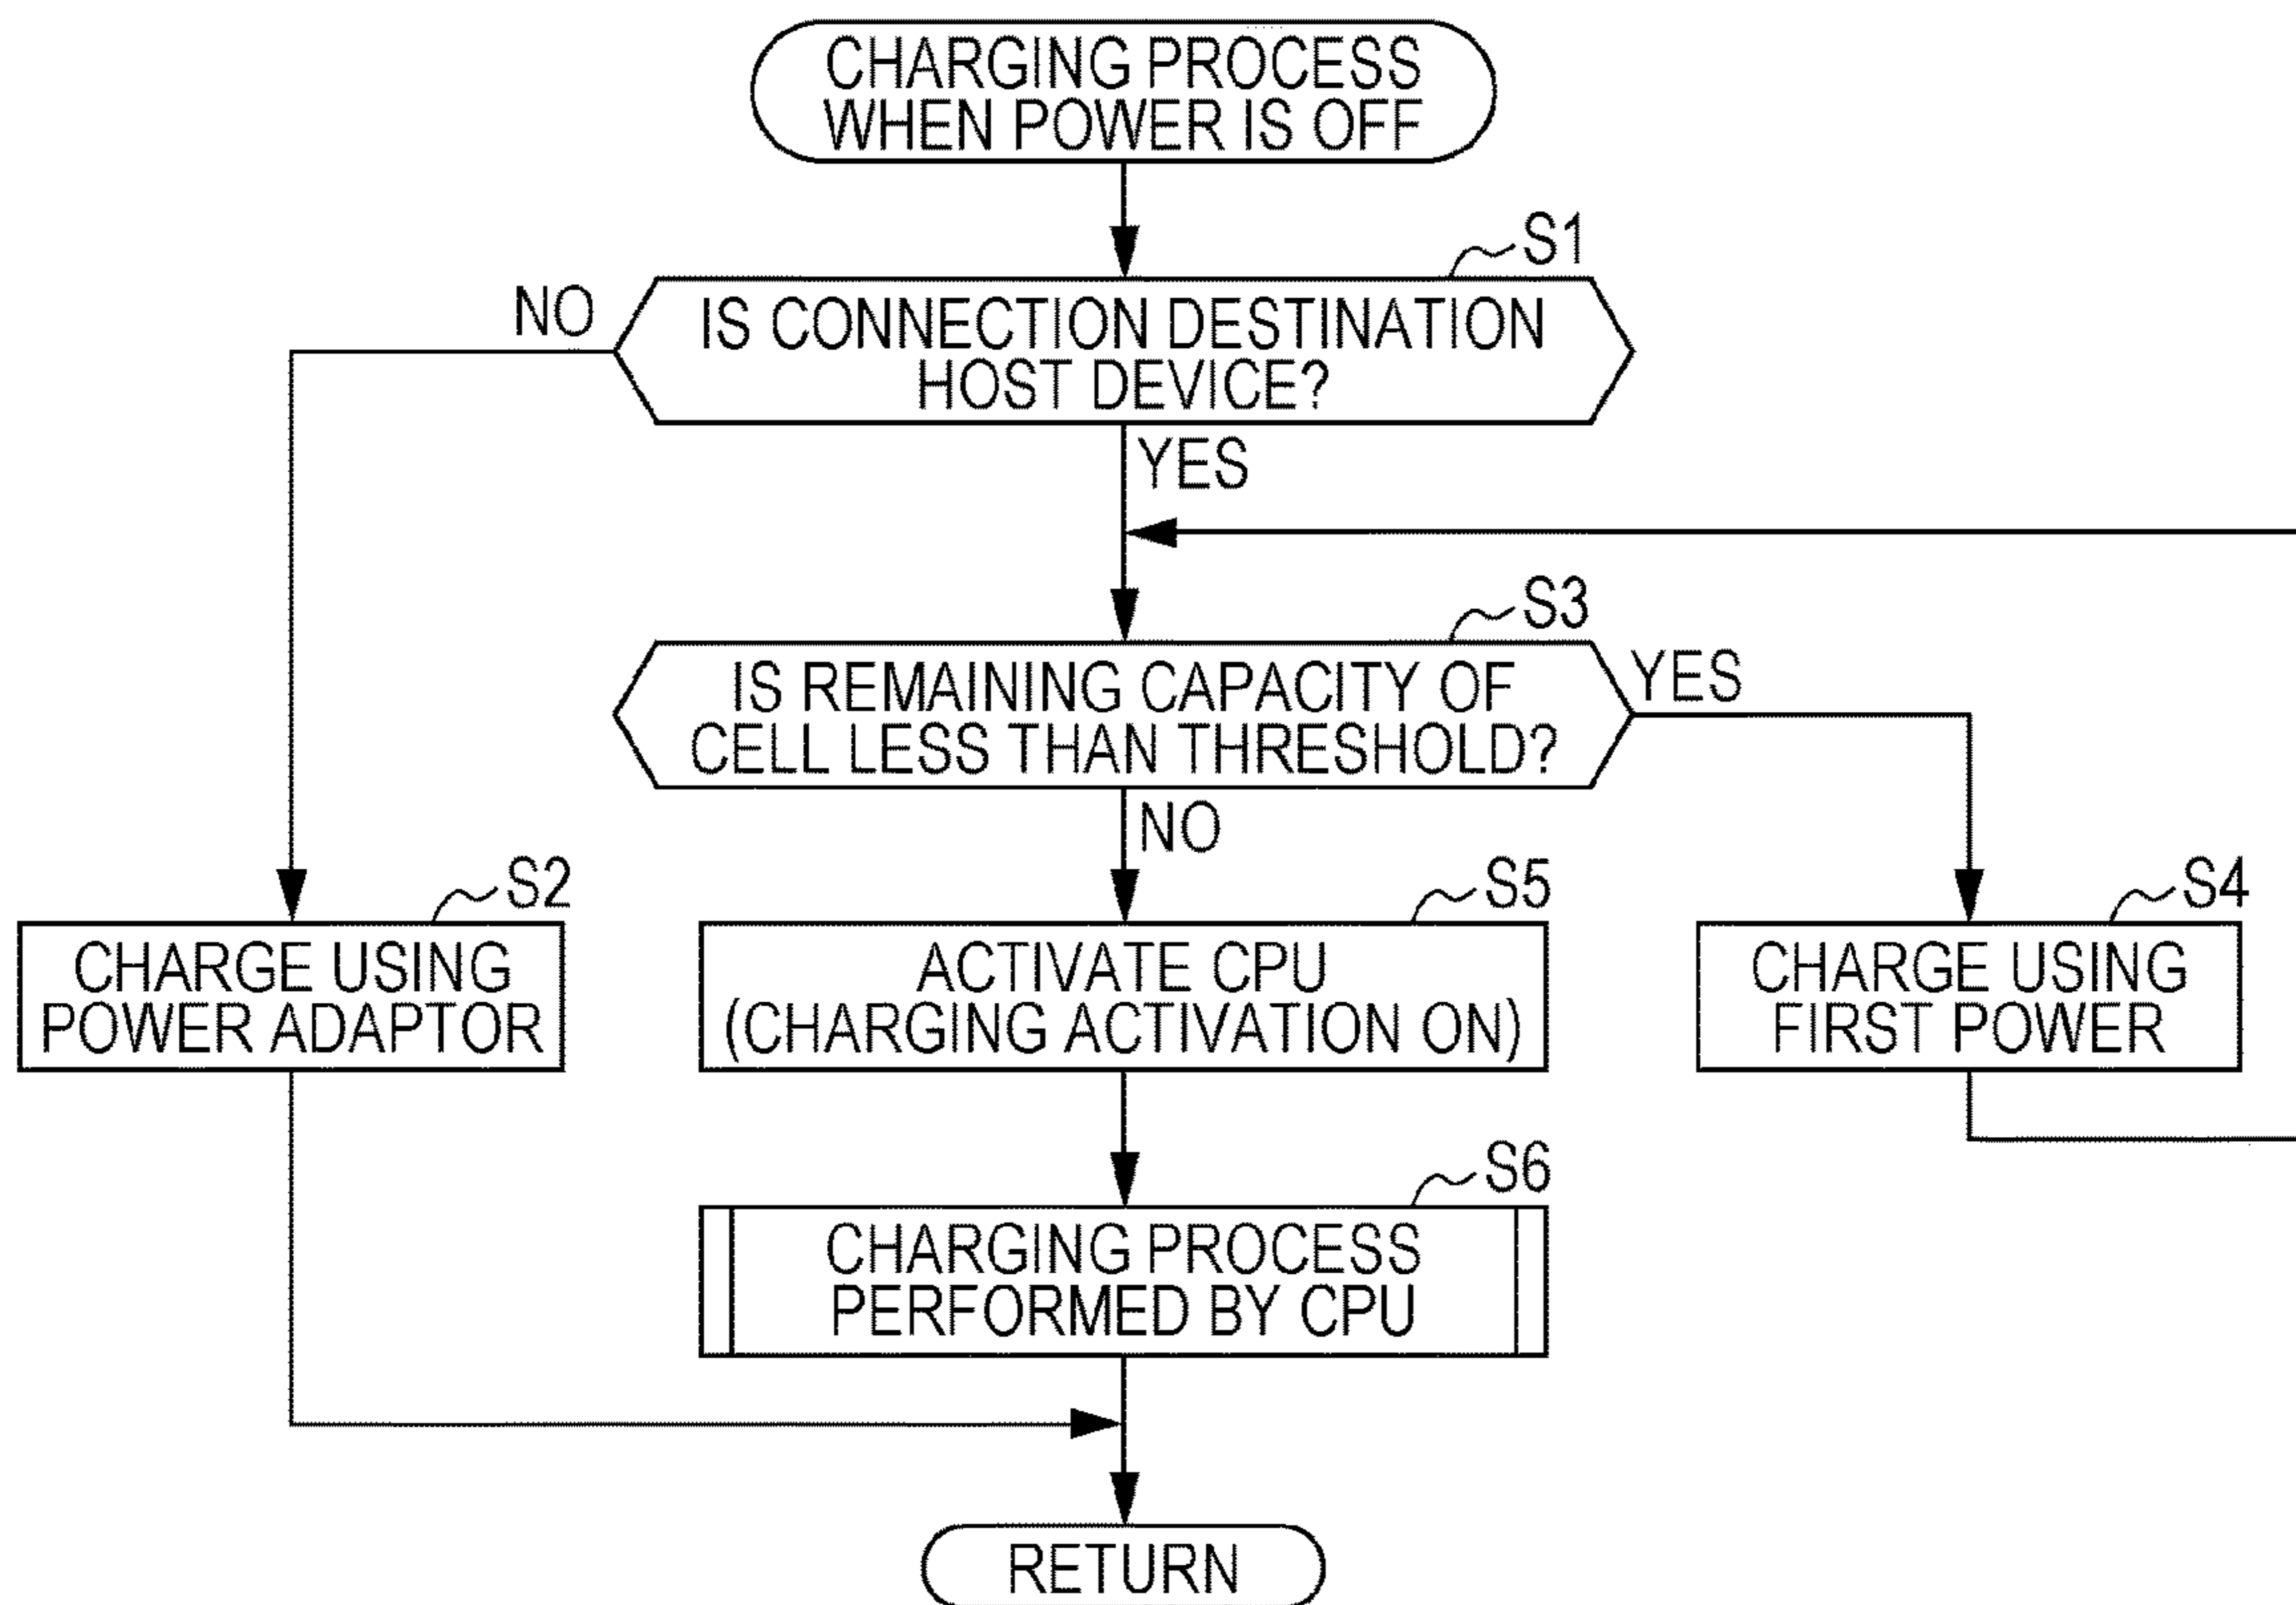 CHARGING PROCESS
WHEN POWER IS OFF
S1
NO
IS CONNECTION DESTINATION
HOST DEVICE?
YES
S3
IS REMAINING CAPACITY OF
CELL LESS THAN THRESHOLD?
YES
NO
S2
CHARGE USING
POWER ADAPTOR
S5
ACTIVATE CPU
(CHARGING ACTIVATION ON)
S4
CHARGE USING
FIRST POWER
S6
CHARGING PROCESS
PERFORMED BY CPU
RETURN